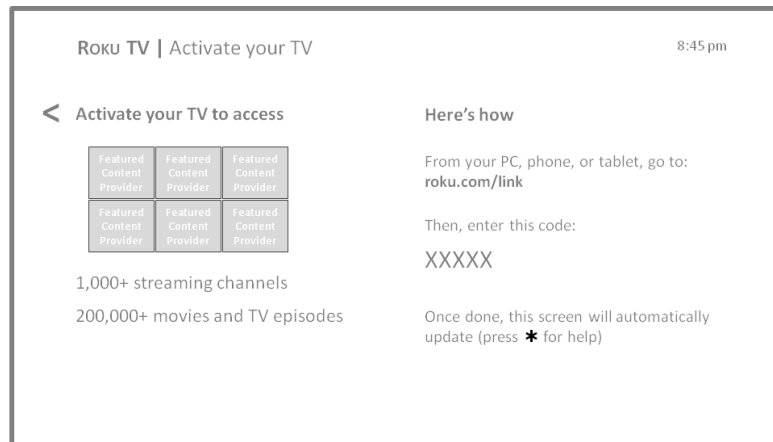 Roku TV | Activate your TV
8:45 pm
< Activate your TV to access
Featured Content Provider
Featured Content Provider
Featured Content Provider
Featured Content Provider
Featured Content Provider
Featured Content Provider
1,000+ streaming channels
200,000+ movies and TV episodes
Here's how
From your PC, phone, or tablet, go to:
roku.com/link
Then, enter this code:
XXXXX
Once done, this screen will automatically
update (press * for help)